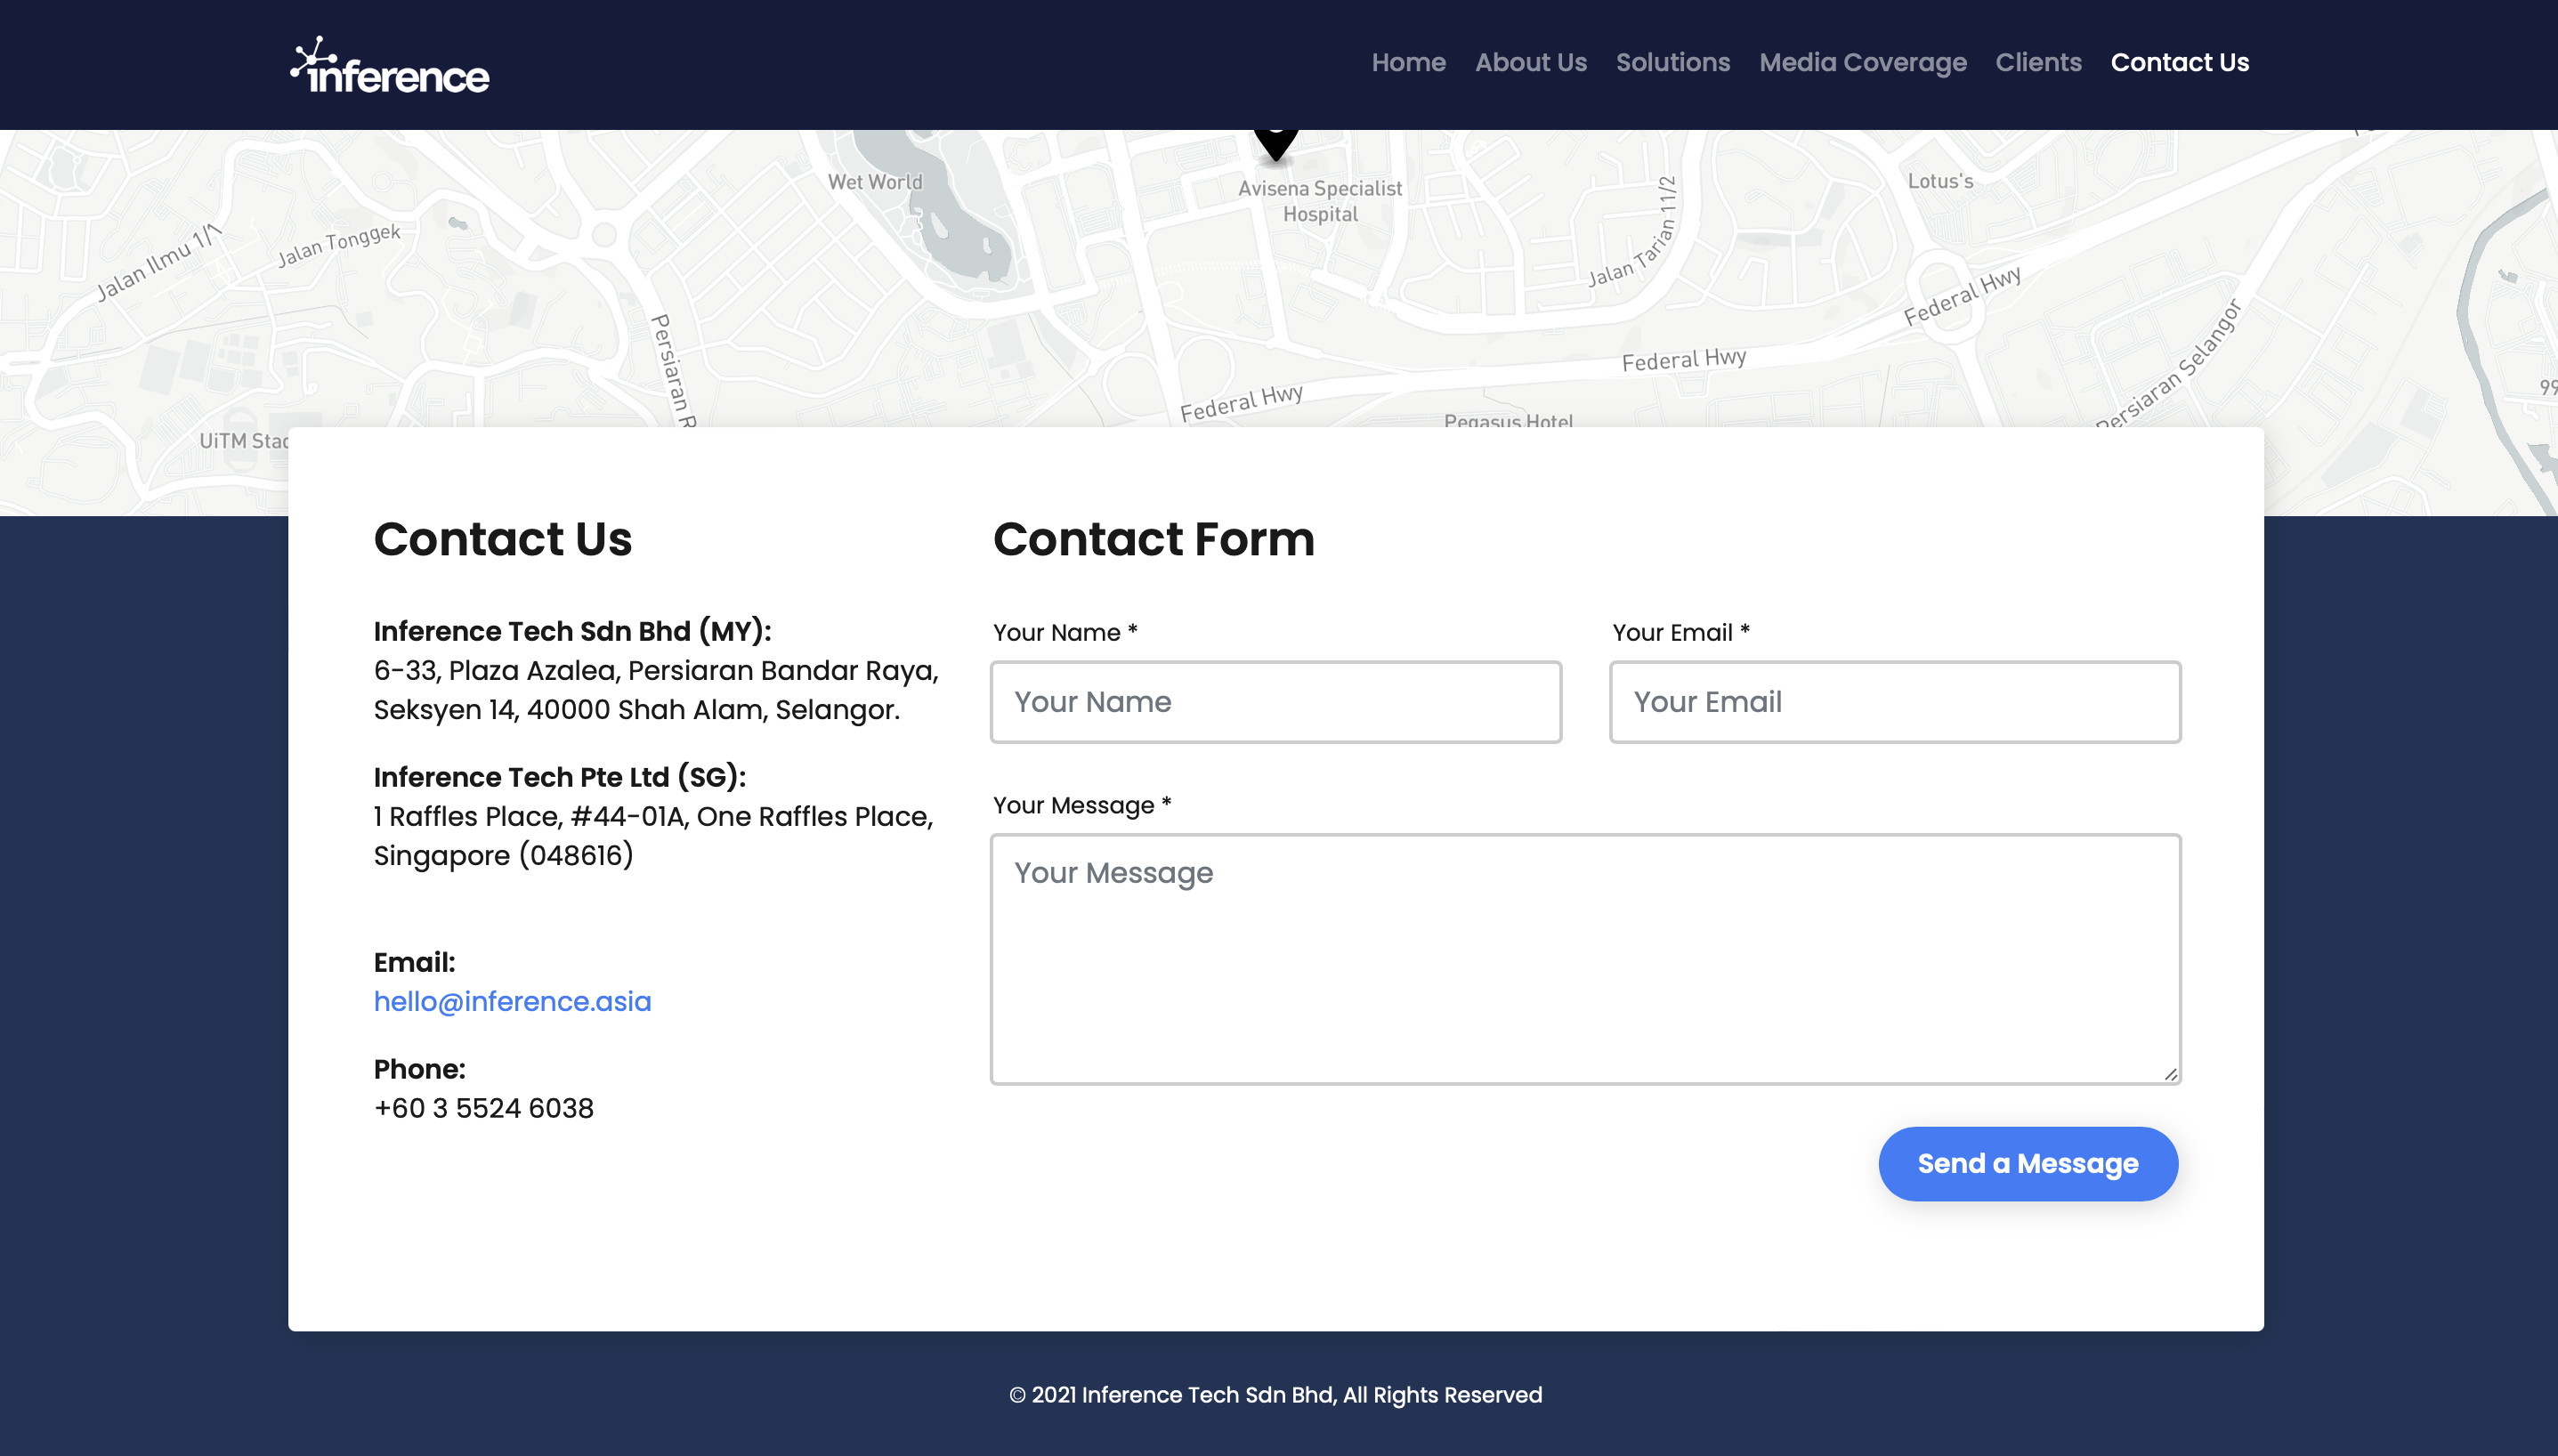 inference
Home About Us Solutions Media Coverage Clients Contact Us
Wet World
Avisena Specialist
Hospital
Lotus's
Jalan Ilmu 1/1
Jalan Tonggek
Jalan Tarian 11/2
Federal Hwy
Persiaran R
Federal Hwy
Federal Hwy
Persiaran Selangor
99
Pegasus Hotel
UiTM Stad
Contact Us
Inference Tech Sdn Bhd (MY):
6-33, Plaza Azalea, Persiaran Bandar Raya,
Seksyen 14, 40000 Shah Alam, Selangor.
Inference Tech Pte Ltd (SG):
1 Raffles Place, #44-01A, One Raffles Place,
Singapore (048616)
Email:
hello@inference.asia
Phone:
+60 3 5524 6038
Contact Form
Your Name *
Your Name
Your Email *
Your Email
Your Message *
Your Message
Send a Message
© 2021 Inference Tech Sdn Bhd, All Rights Reserved